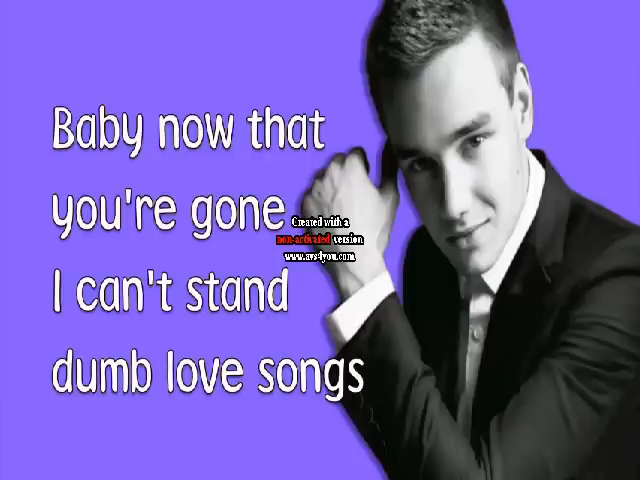 Baby now that
you're gone
I can't stand
dumb love songs
Created with a
non-activated version
www.avs4you.com